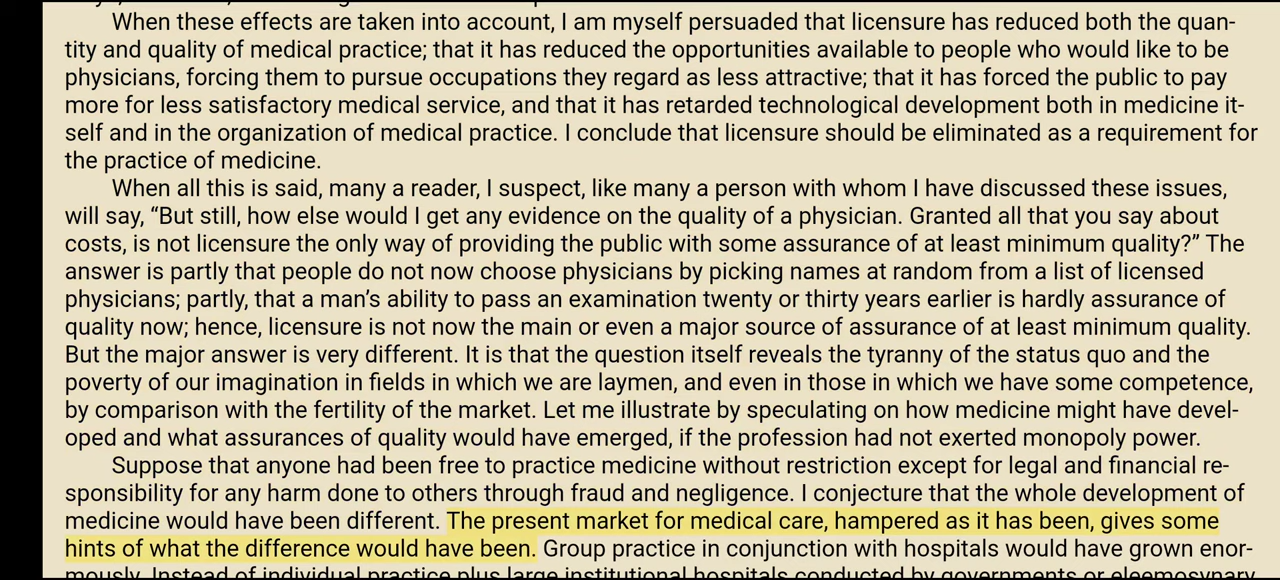 When these effects are taken into account, I am myself persuaded that licensure has reduced both the quan-
tity and quality of medical practice; that it has reduced the opportunities available to people who would like to be
physicians, forcing them to pursue occupations they regard as less attractive; that it has forced the public to pay
more for less satisfactory medical service, and that it has retarded technological development both in medicine it-
self and in the organization of medical practice. I conclude that licensure should be eliminated as a requirement for
the practice of medicine.
When all this is said, many a reader, I suspect, like many a person with whom I have discussed these issues,
will say, “But still, how else would I get any evidence on the quality of a physician. Granted all that you say about
costs, is not licensure the only way of providing the public with some assurance of at least minimum quality?” The
answer is partly that people do not now choose physicians by picking names at random from a list of licensed
physicians; partly, that a man’s ability to pass an examination twenty or thirty years earlier is hardly assurance of
quality now; hence, licensure is not now the main or even a major source of assurance of at least minimum quality.
But the major answer is very different. It is that the question itself reveals the tyranny of the status quo and the
poverty of our imagination in fields in which we are laymen, and even in those in which we have some competence,
by comparison with the fertility of the market. Let me illustrate by speculating on how medicine might have devel-
oped and what assurances of quality would have emerged, if the profession had not exerted monopoly power.
Suppose that anyone had been free to practice medicine without restriction except for legal and financial re-
sponsibility for any harm done to others through fraud and negligence. I conjecture that the whole development of
medicine would have been different. The present market for medical care, hampered as it has been, gives some
hints of what the difference would have been. Group practice in conjunction with hospitals would have grown enor-
mously. Instead of individual practice plus large institutional hospitals conducted by governments or eleemosynary